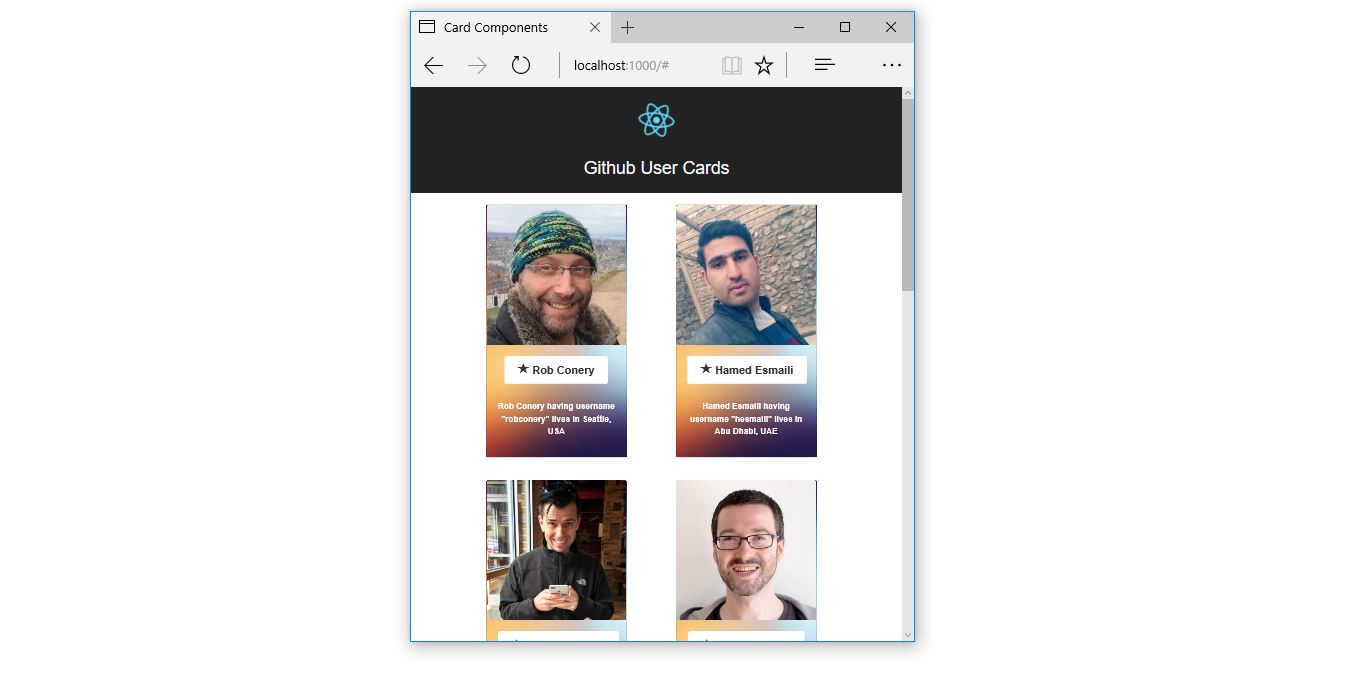 Card Components
localhost:1000/#
Github User Cards
★ Rob Conery
Rob Conery having username
"robconery" lives in Seattle,
USA
★ Hamed Esmaili
Hamed Esmaili having
username "hesmaili" lives in
Abu Dhabi, UAE